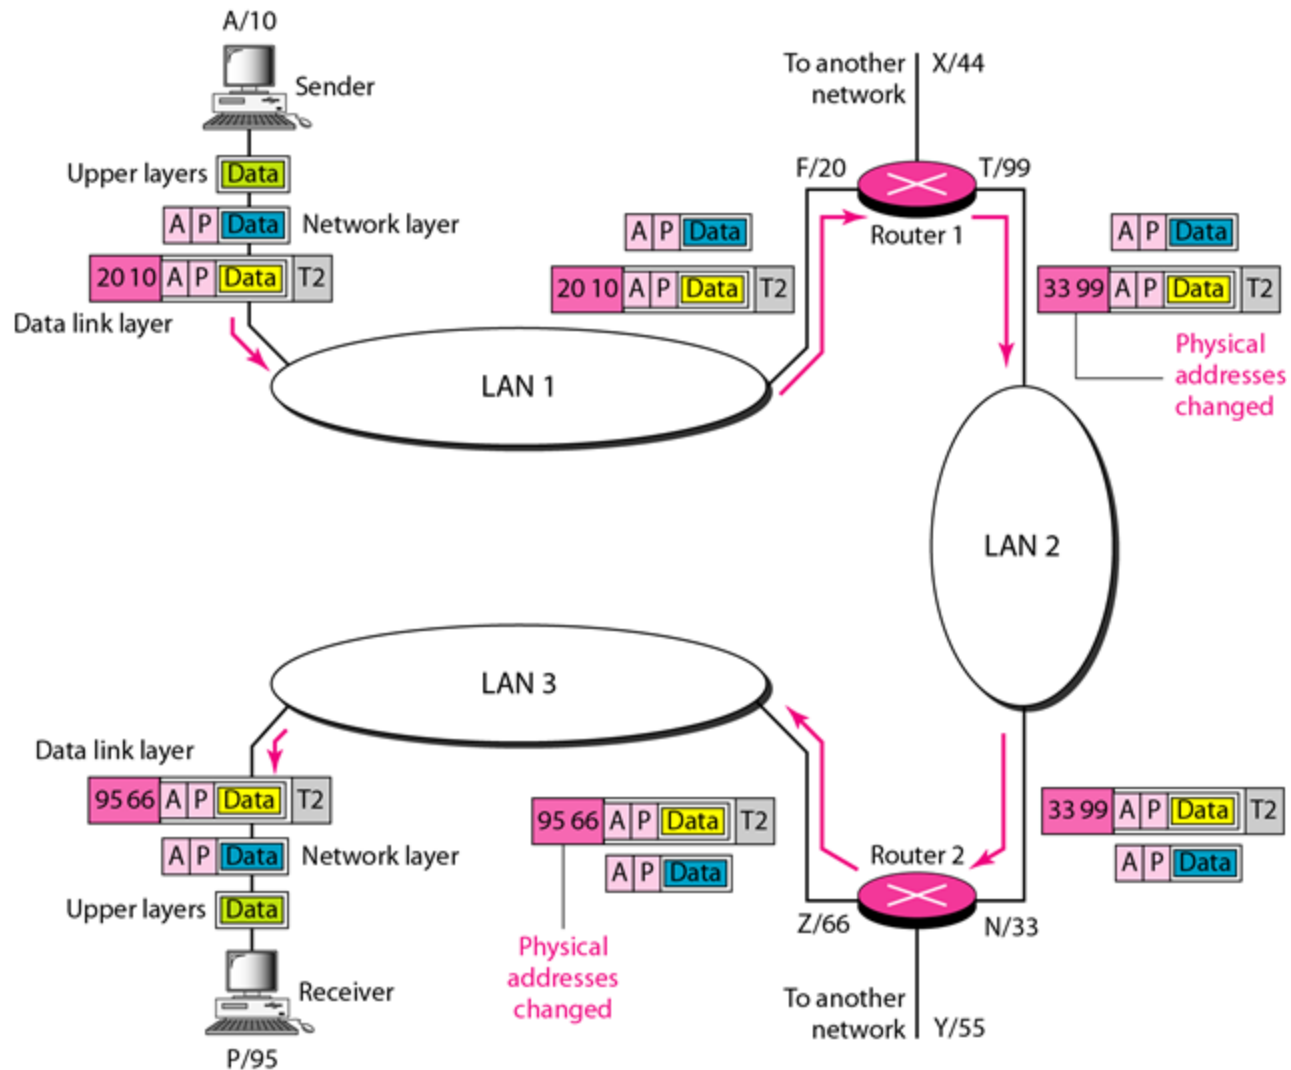 A/10
Sender
Upper layers Data
A P Data Network layer
20 10 A P Data T2
Data link layer
LAN 1
To another
network
X/44
F/20
T/99
Router 1
A P Data
20 10 A P Data T2
A P Data
33 99 A P Data T2
Physical
addresses
changed
LAN 2
LAN 3
Data link layer
95 66 A P Data T2
A P Data Network layer
Upper layers Data
Receiver
P/95
95 66 A P Data T2
A P Data
Physical
addresses
changed
Router 2
Z/66
N/33
33 99 A P Data T2
A P Data
To another
network
Y/55